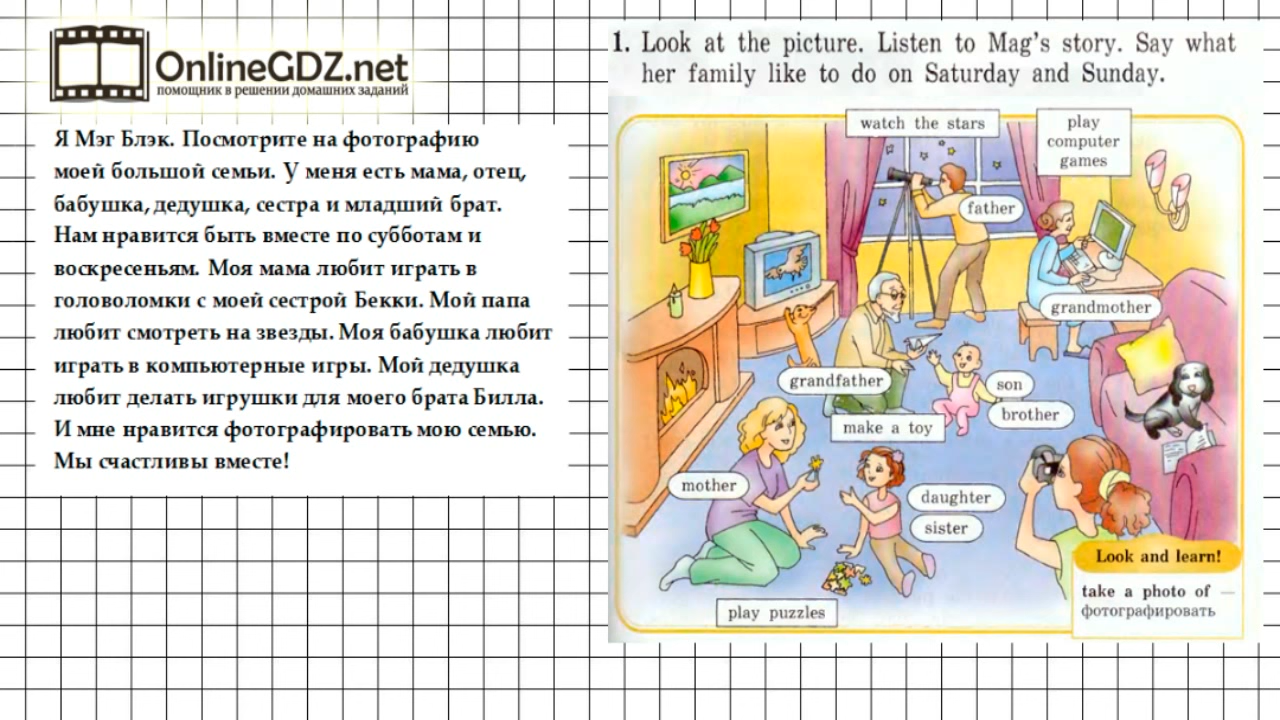 OnlineGDZ.net
помощник в решении домашних заданий
Я Мэг Блэк. Посмотрите на фотографию
моей большой семьи. У меня есть мама, отец,
бабушка, дедушка, сестра и младший брат.
Нам нравится быть вместе по субботам и
воскресеньям. Моя мама любит играть в
головоломки с моей сестрой Бекки. Мой папа
любит смотреть на звезды. Моя бабушка любит
играть в компьютерные игры. Мой дедушка
любит делать игрушки для моего брата Билла.
И мне нравится фотографировать мою семью.
Мы счастливы вместе!
1. Look at the picture. Listen to Mag's story. Say what
her family like to do on Saturday and Sunday.
watch the stars
play
computer
games
father
grandmother
grandfather
son
brother
make a toy
mother
daughter
sister
play puzzles
Look and learn!
take a photo of —
фотографировать